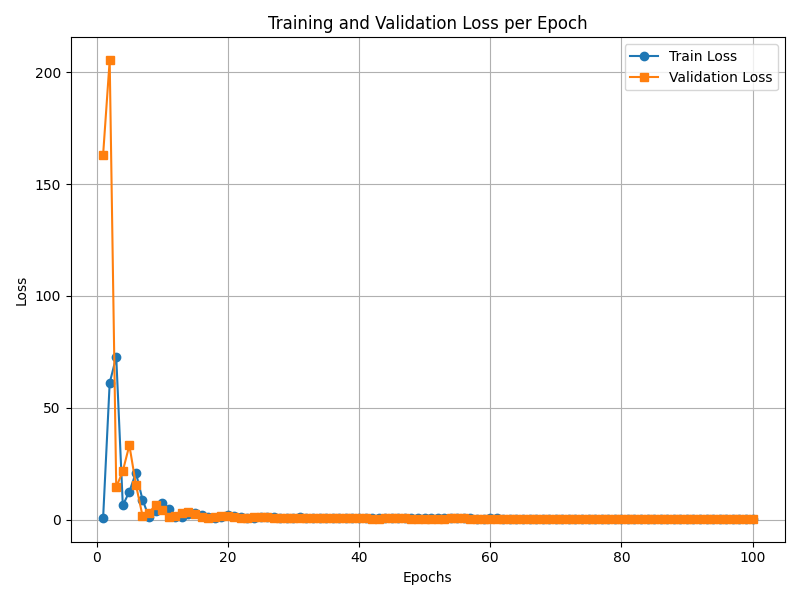 Training and Validation Loss per Epoch
Train Loss
Validation Loss
200
150
100
50
0
Loss
0 20 40 60 80 100
Epochs